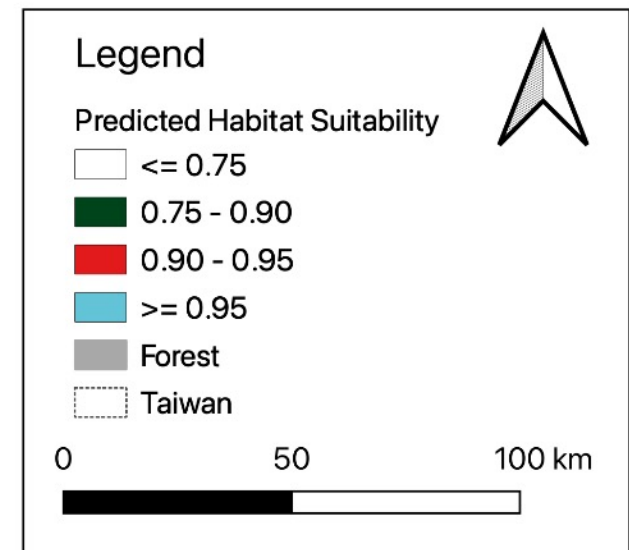 Legend
Predicted Habitat Suitability
<= 0.75
0.75 - 0.90
0.90 - 0.95
>= 0.95
Forest
Taiwan
0 50 100 km